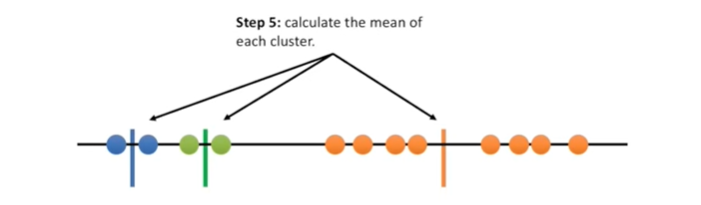 Step 5: calculate the mean of
each cluster.